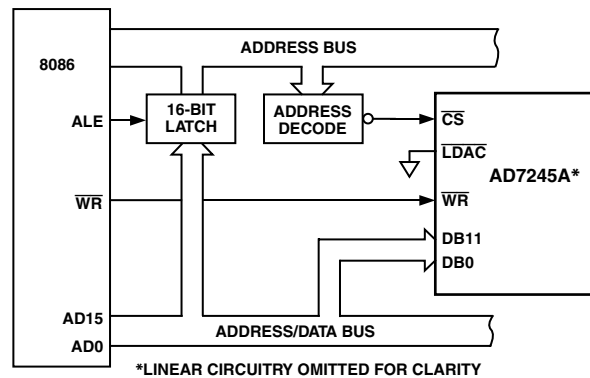 ADDRESS BUS
8086
16-BIT
LATCH
ADDRESS
DECODE
ALE
CS
LDAC
AD7245A*
WR
WR
DB11
DB0
AD15
ADDRESS/DATA BUS
AD0
*LINEAR CIRCUITRY OMITTED FOR CLARITY